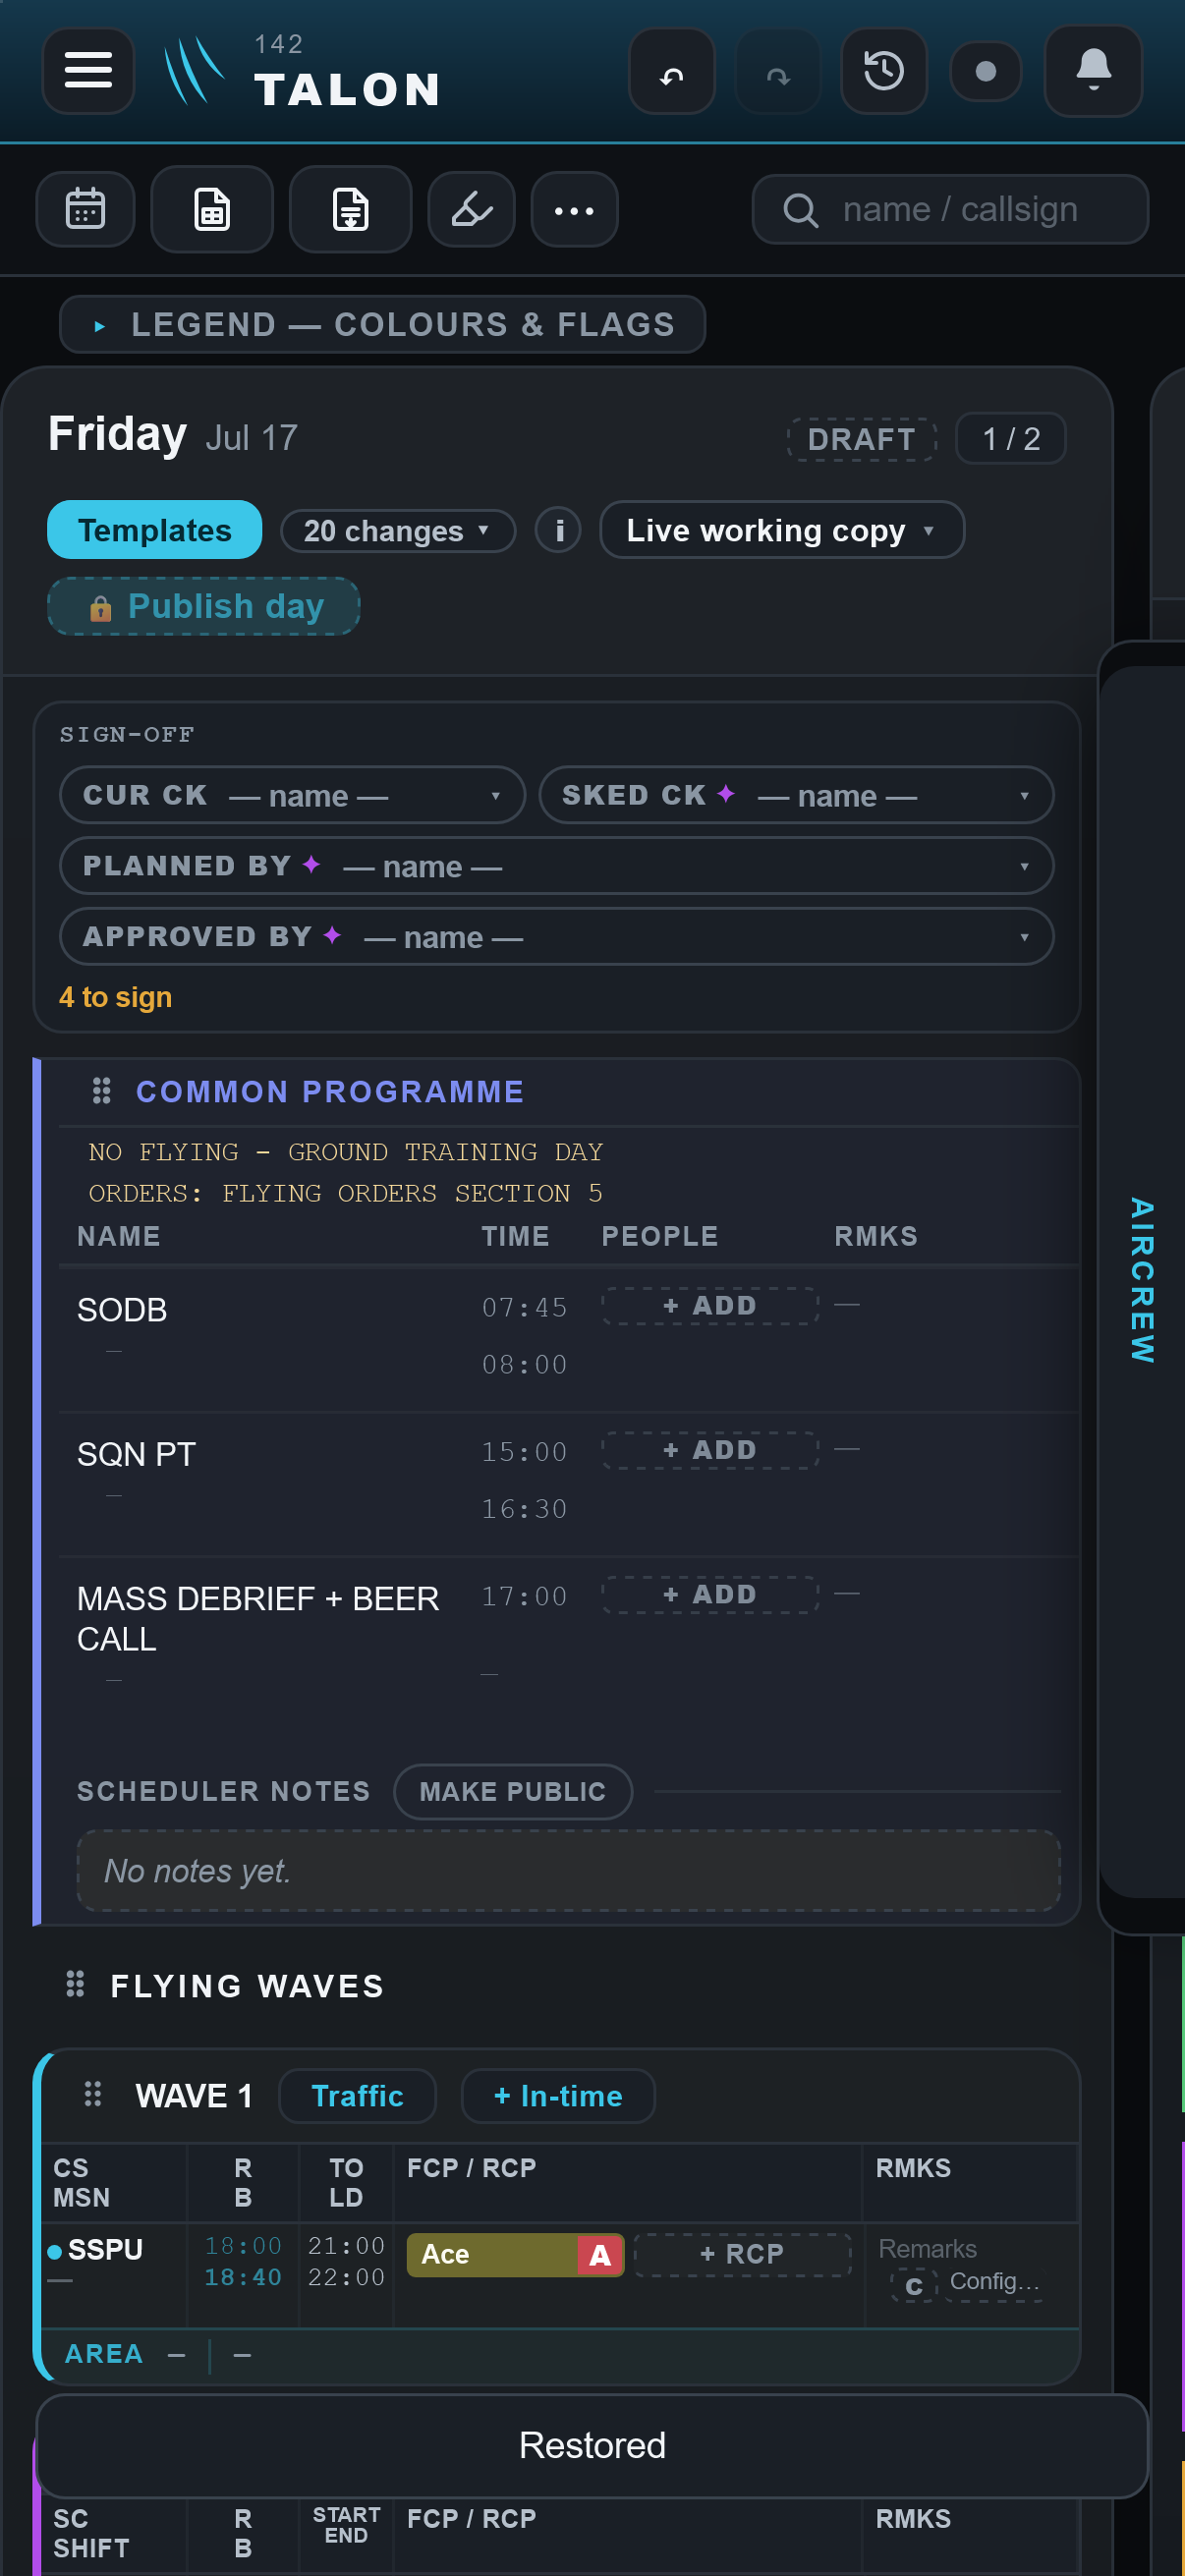 142
TALON
name / callsign
LEGEND — COLOURS & FLAGS
Friday Jul 17 DRAFT 1 / 2
Templates 20 changes i Live working copy
Publish day
SIGN-OFF
CUR CK — name — SKED CK — name —
PLANNED BY — name —
APPROVED BY — name —
4 to sign
COMMON PROGRAMME
NO FLYING - GROUND TRAINING DAY
ORDERS: FLYING ORDERS SECTION 5
NAME TIME PEOPLE RMKS
SODB 07:45 + ADD —
— 08:00
SQN PT 15:00 + ADD —
— 16:30
MASS DEBRIEF + BEER 17:00 + ADD —
CALL
— —
AIRCREW
SCHEDULER NOTES MAKE PUBLIC
No notes yet.
FLYING WAVES
WAVE 1 Traffic + In-time
CS R TO FCP / RCP RMKS
MSN B LD
SSPU 18:00 21:00 Ace A + RCP Remarks
— 18:40 22:00 C Config…
AREA — —
Restored
SC R START FCP / RCP RMKS
SHIFT B END